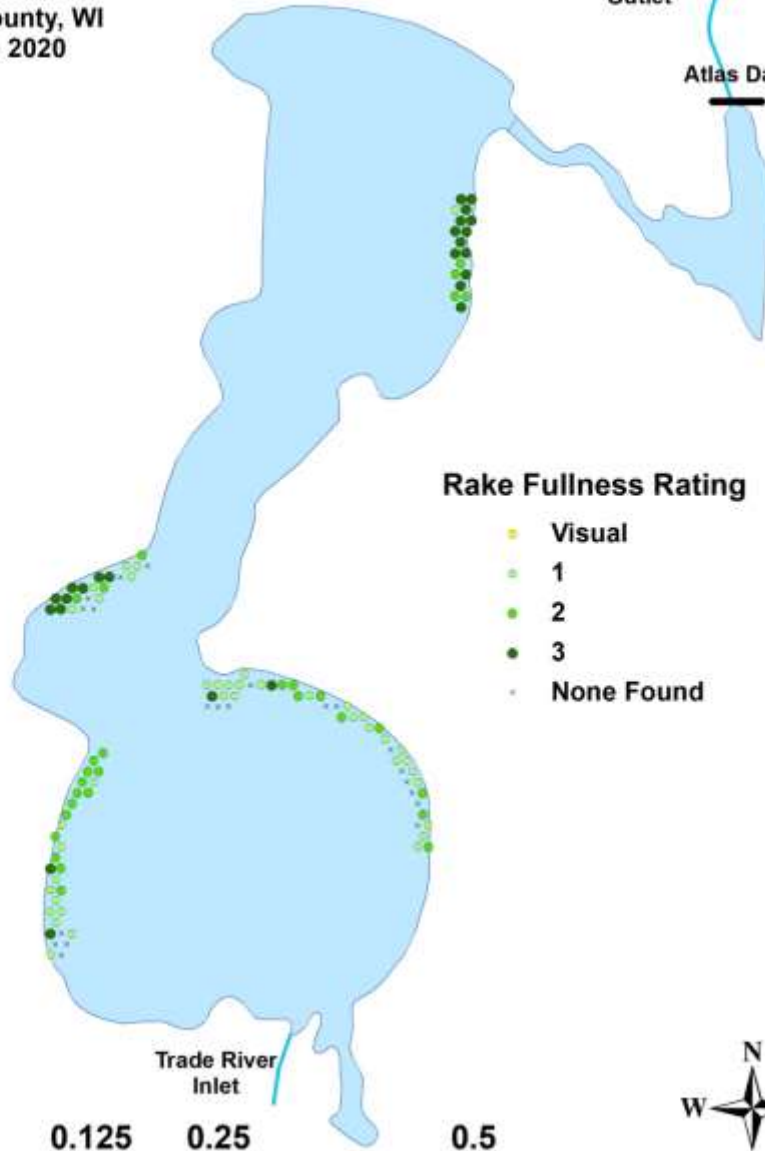 ounty, WI
2020
Outlet
Atlas Da
Rake Fullness Rating
Visual
1
2
3
None Found
Trade River
Inlet
N
W
0.125 0.25 0.5